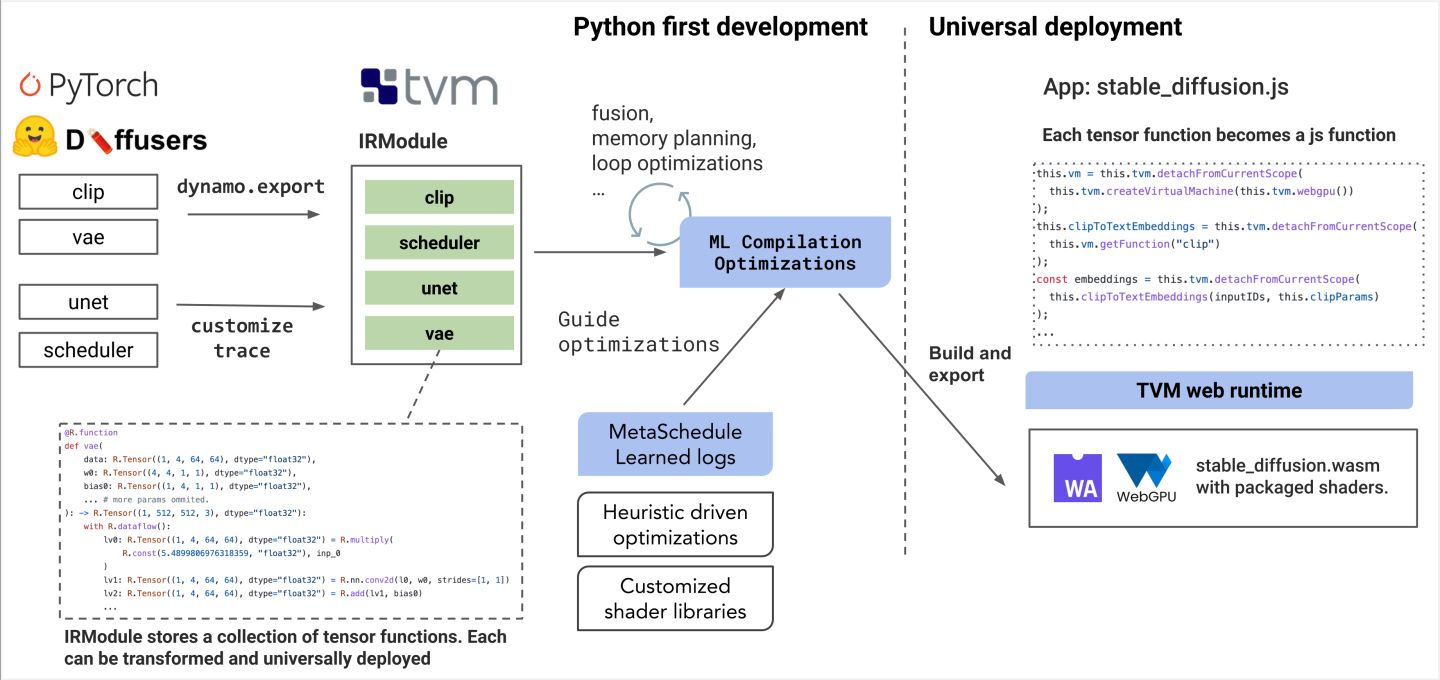 Python first development
Universal deployment
PyTorch
D ffusers
clip
vae
unet
scheduler
dynamo.export
customize
trace
tvm
IRModule
clip
scheduler
unet
vae
@R.function
def vae(
data: R.Tensor((1, 4, 64, 64), dtype="float32"),
w0: R.Tensor((4, 4, 1, 1), dtype="float32"),
bias0: R.Tensor((1, 4, 1, 1), dtype="float32"),
... # more params ommited.
): -> R.Tensor((1, 512, 512, 3), dtype="float32"):
with R.dataflow():
lv0: R.Tensor((1, 4, 64, 64), dtype="float32") = R.multiply(
R.const(5.4899806976318359, "float32"), inp_0
)
lv1: R.Tensor((1, 4, 64, 64), dtype="float32") = R.nn.conv2d(l0, w0, strides=[1, 1])
lv2: R.Tensor((1, 4, 64, 64), dtype="float32") = R.add(lv1, bias0)
...
IRModule stores a collection of tensor functions. Each
can be transformed and universally deployed
fusion,
memory planning,
loop optimizations
...
ML Compilation
Optimizations
Guide
optimizations
MetaSchedule
Learned logs
Heuristic driven
optimizations
Customized
shader libraries
Build and
export
App: stable_diffusion.js
Each tensor function becomes a js function
this.vm = this.tvm.detachFromCurrentScope(
this.tvm.createVirtualMachine(this.tvm.webgpu())
);
this.clipToTextEmbeddings = this.tvm.detachFromCurrentScope(
this.vm.getFunction("clip")
);
const embeddings = this.tvm.detachFromCurrentScope(
this.clipToTextEmbeddings(inputIDs, this.clipParams)
);
...
TVM web runtime
WA
WebGPU
stable_diffusion.wasm
with packaged shaders.